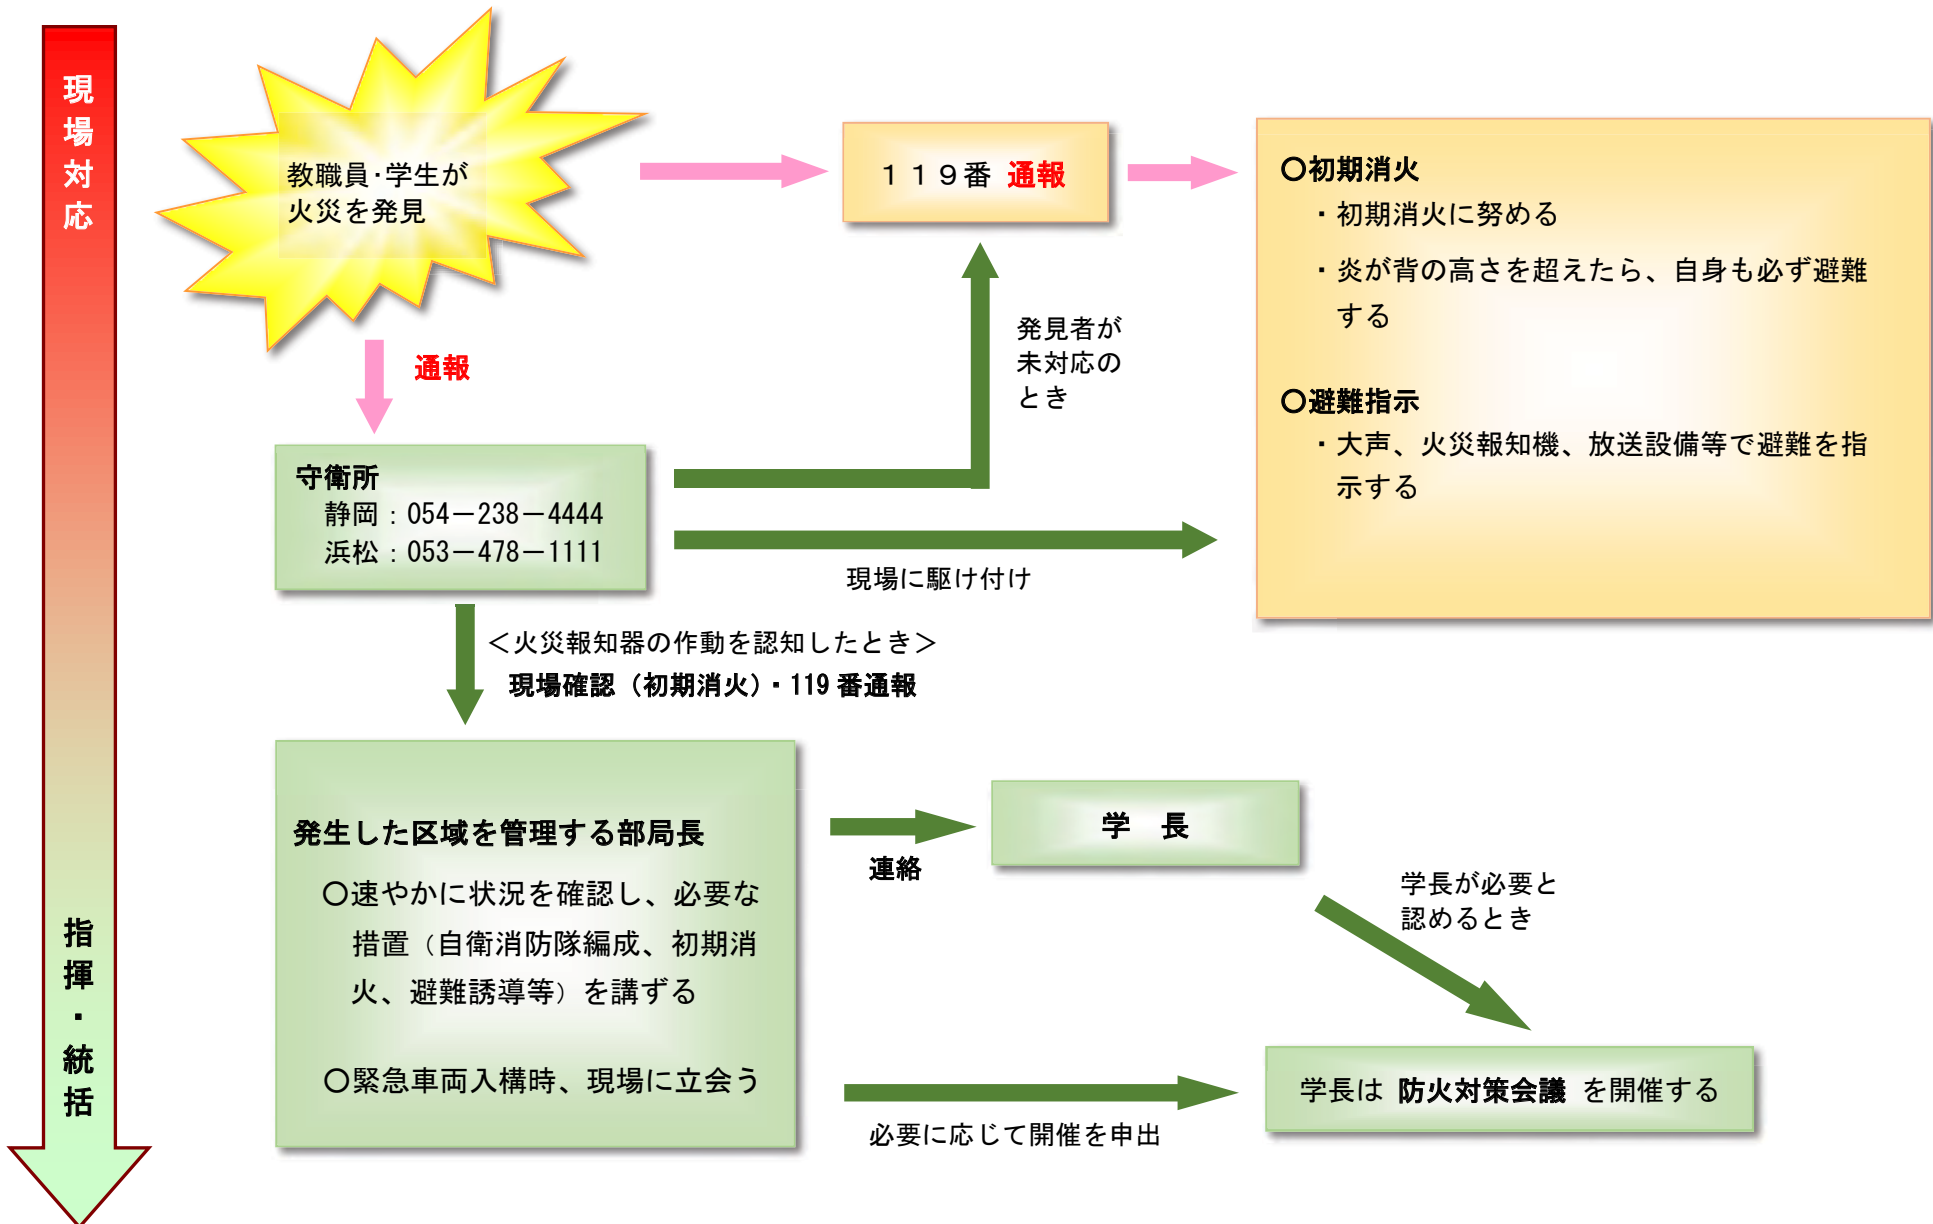 現場対応
教職員・学生が
火災を発見
１１９番 通報
○初期消火
・初期消火に努める
・炎が背の高さを超えたら、自身も必ず避難
する
○避難指示
・大声、火災報知機、放送設備等で避難を指
示する
通報
発見者が
未対応の
とき
守衛所
静岡：054－238－4444
浜松：053－478－1111
現場に駆け付け
＜火災報知器の作動を認知したとき＞
現場確認（初期消火）・119番通報
発生した区域を管理する部局長
○速やかに状況を確認し、必要な
措置（自衛消防隊編成、初期消
火、避難誘導等）を講ずる
○緊急車両入構時、現場に立会う
連絡
学　長
学長が必要と
認めるとき
必要に応じて開催を申出
学長は 防火対策会議 を開催する
指揮・統括